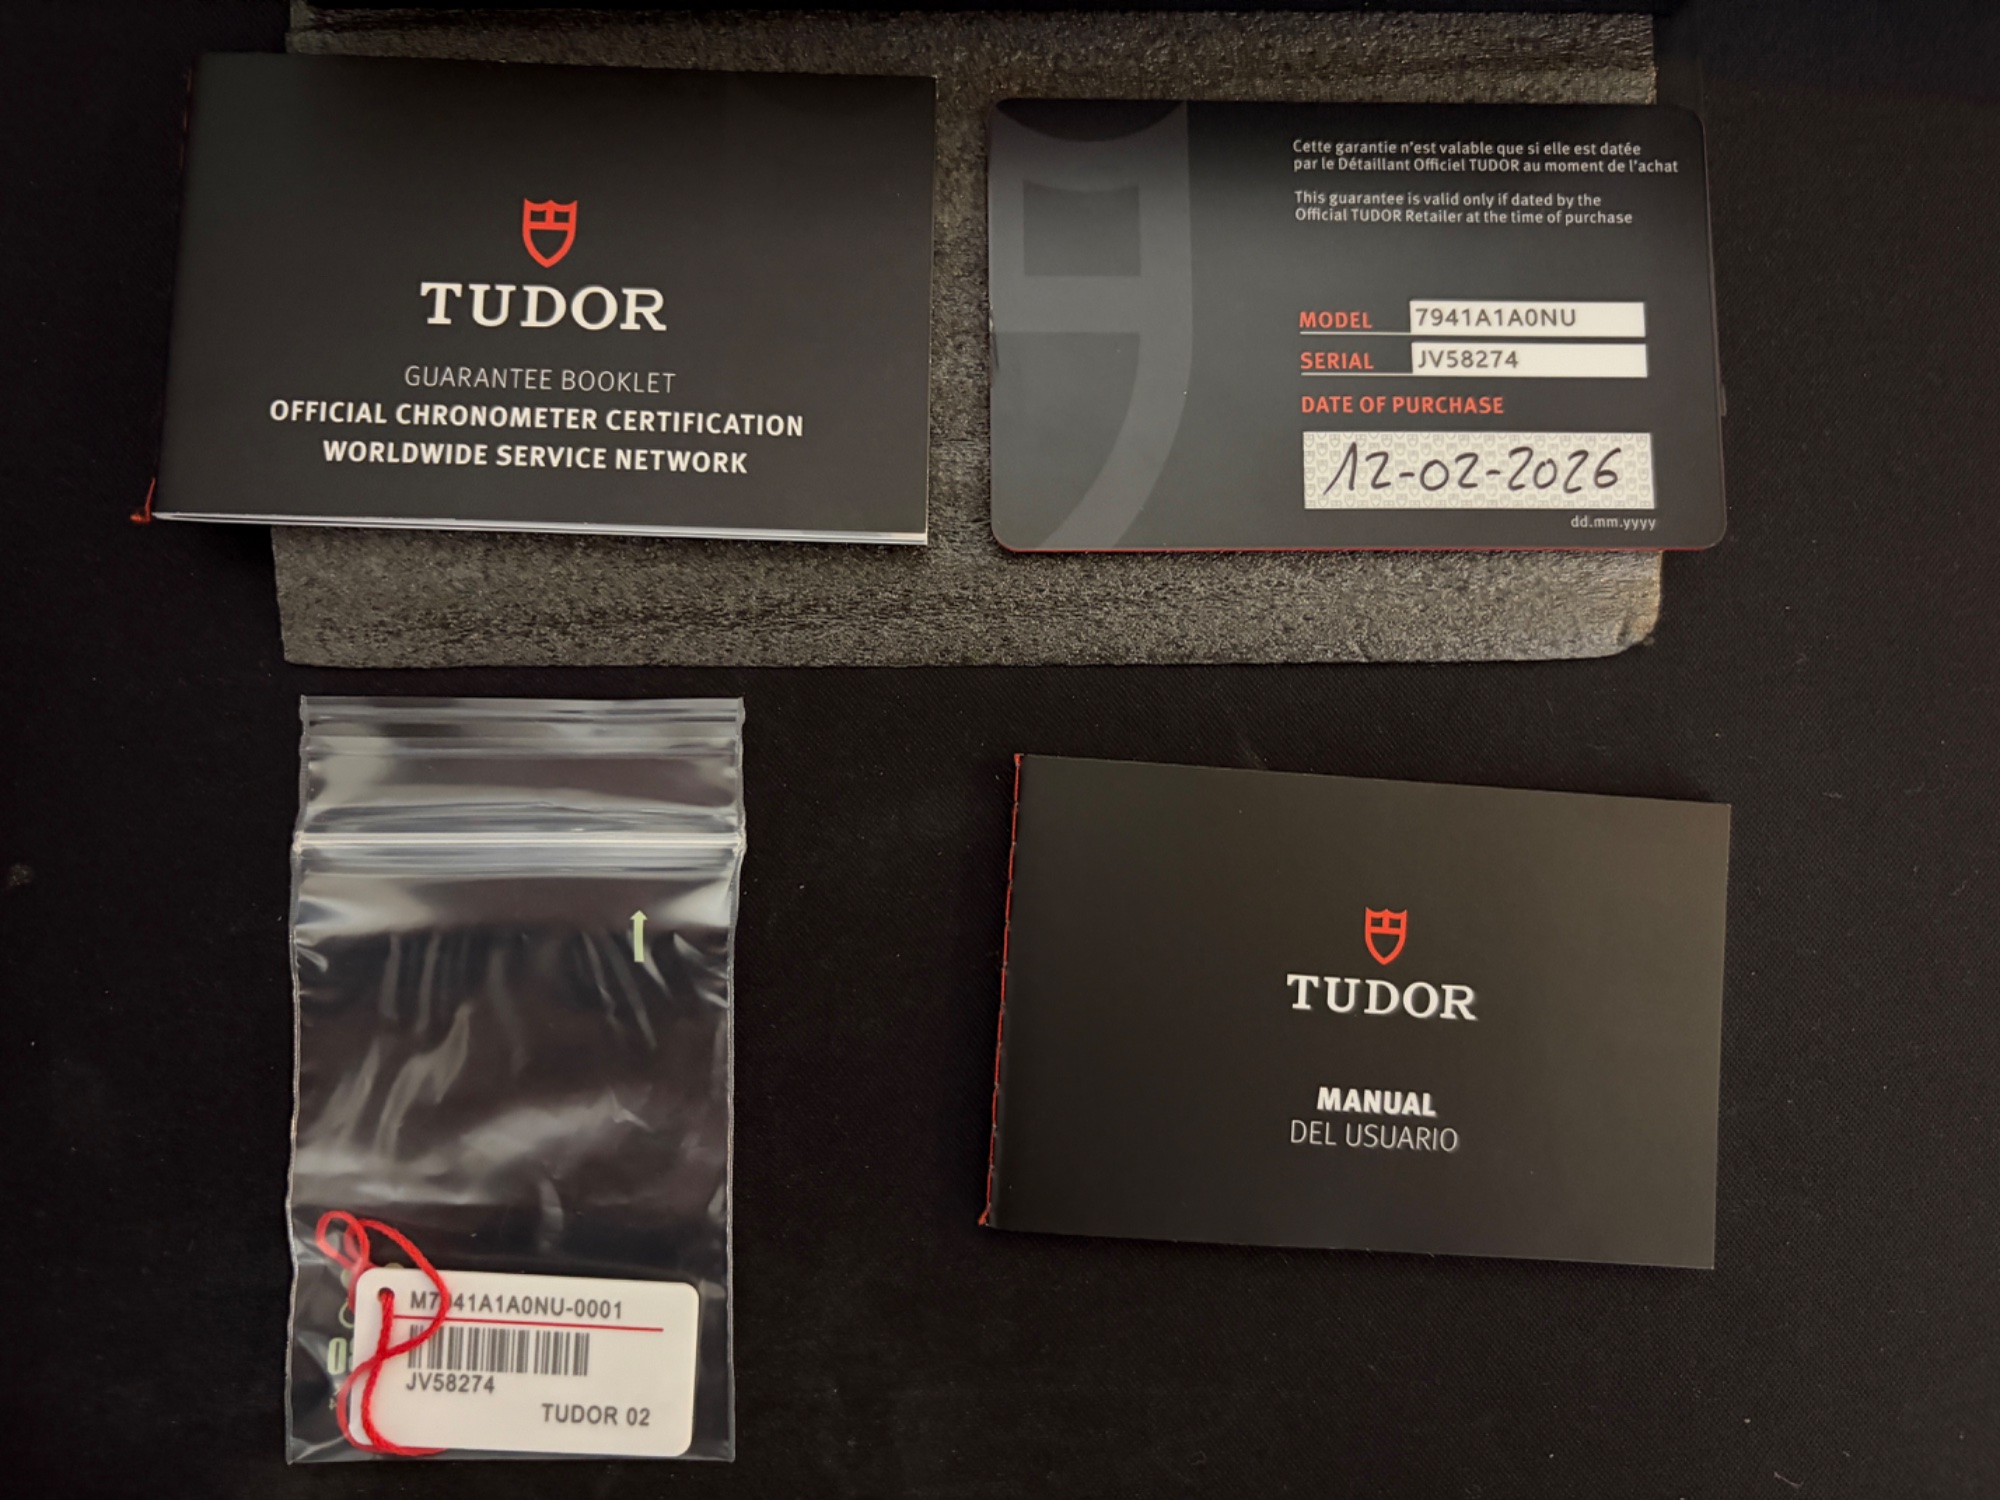 TUDOR
GUARANTEE BOOKLET
OFFICIAL CHRONOMETER CERTIFICATION
WORLDWIDE SERVICE NETWORK
Cette garantie n'est valable que si elle est datée
par le Détaillant Officiel TUDOR au moment de l'achat
This guarantee is valid only if dated by the
Official TUDOR Retailer at the time of purchase
MODEL 7941A1A0NU
SERIAL JV58274
DATE OF PURCHASE
12-02-2026
dd.mm.yyyy
M7941A1A0NU-0001
JV58274
TUDOR 02
TUDOR
MANUAL
DEL USUARIO